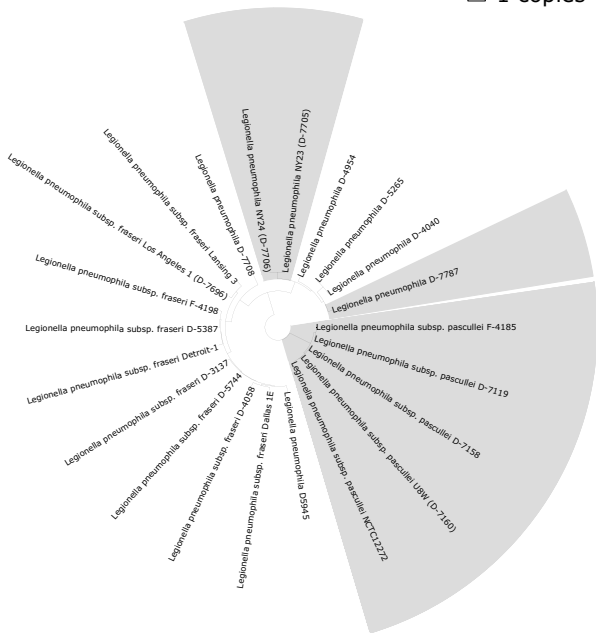 1 copies
Legionella pneumophila NY24 (D-7706)
Legionella pneumophila NY23 (D-7705)
Legionella pneumophila D-4954
Legionella pneumophila D-5265
Legionella pneumophila D-4040
Legionella pneumophila D-7787
Legionella pneumophila subsp. pascullei F-4185
Legionella pneumophila subsp. pascullei D-7119
Legionella pneumophila subsp. pascullei D-7158
Legionella pneumophila subsp. pascullei U8W (D-7160)
Legionella pneumophila subsp. pascullei NCTC12272
Legionella pneumophila D5945
Legionella pneumophila subsp. fraseri Dallas 1E
Legionella pneumophila subsp. fraseri D-4058
Legionella pneumophila subsp. fraseri D-5744
Legionella pneumophila subsp. fraseri D-3137
Legionella pneumophila subsp. fraseri Detroit-1
Legionella pneumophila subsp. fraseri D-5387
Legionella pneumophila subsp. fraseri F-4198
Legionella pneumophila subsp. fraseri Los Angeles 1 (D-7696)
Legionella pneumophila subsp. fraseri Lansing 3
Legionella pneumophila D-7708